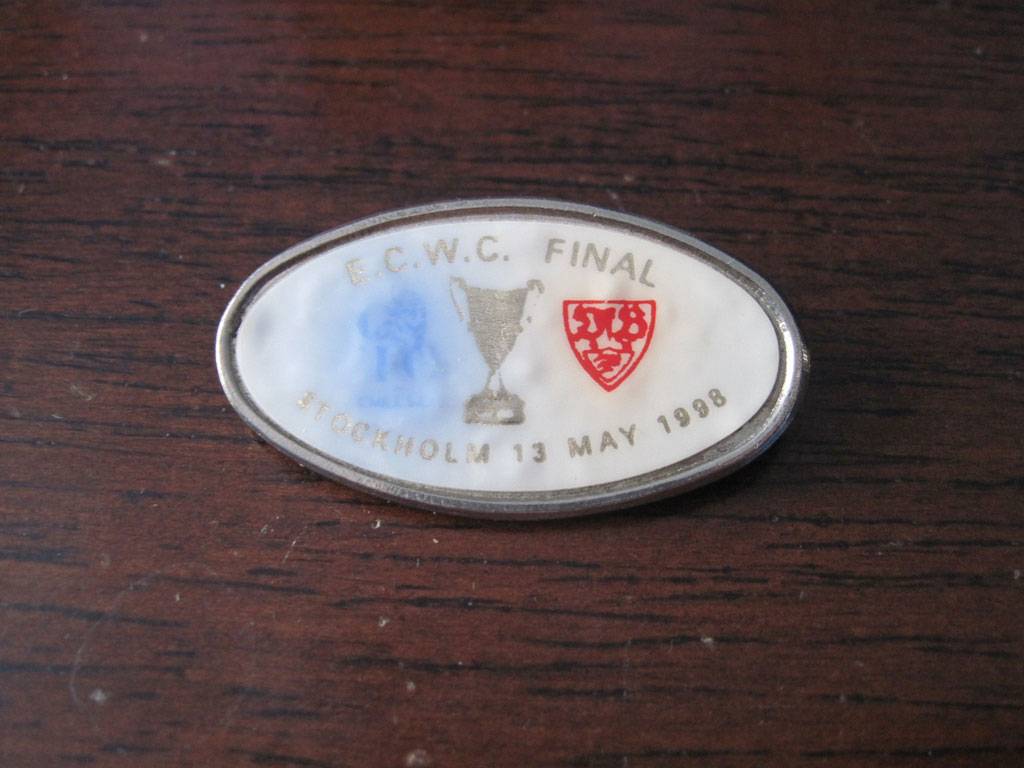 E.C.W.C. FINAL
STOCKHOLM 13 MAY 1998